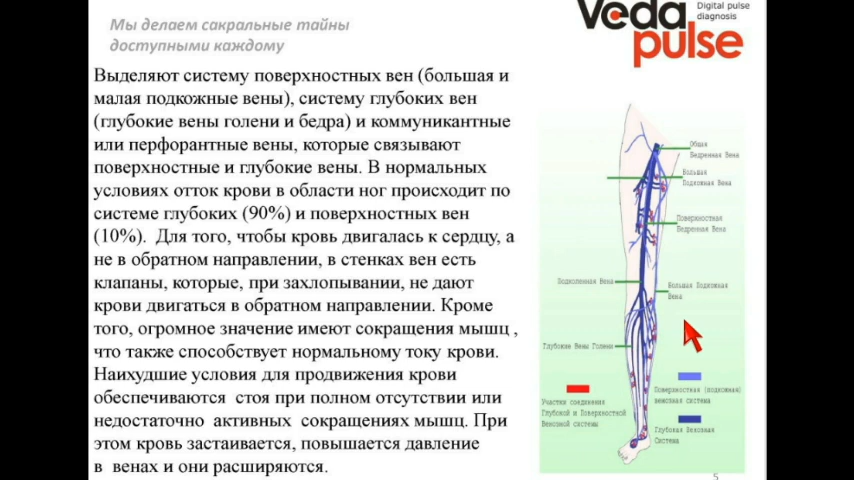 Мы делаем сакральные тайны
доступными каждому
Veda
pulse
Digital pulse
diagnosis
Выделяют систему поверхностных вен (большая и
малая подкожные вены), систему глубоких вен
(глубокие вены голени и бедра) и коммуникантные
или перфорантные вены, которые связывают
поверхностные и глубокие вены. В нормальных
условиях отток крови в области ног происходит по
системе глубоких (90%) и поверхностных вен
(10%). Для того, чтобы кровь двигалась к сердцу, а
не в обратном направлении, в стенках вен есть
клапаны, которые, при захлопывании, не дают
крови двигаться в обратном направлении. Кроме
того, огромное значение имеют сокращения мышц ,
что также способствует нормальному току крови.
Наихудшие условия для продвижения крови
обеспечиваются стоя при полном отсутствии или
недостаточно активных сокращениях мышц. При
этом кровь застаивается, повышается давление
в венах и они расширяются.
Общая
Бедренная Вена
Большая
Подкожная Вена
Поверхностная
Бедренная Вена
Подколенная Вена
Большая Подкожная
Вена
Глубокие Вены Голени
Участки соединения
Глубокой и Поверхностной
Венозной системы
Поверхностная (подкожная)
венозная система
Глубокая Венозная
Система
5